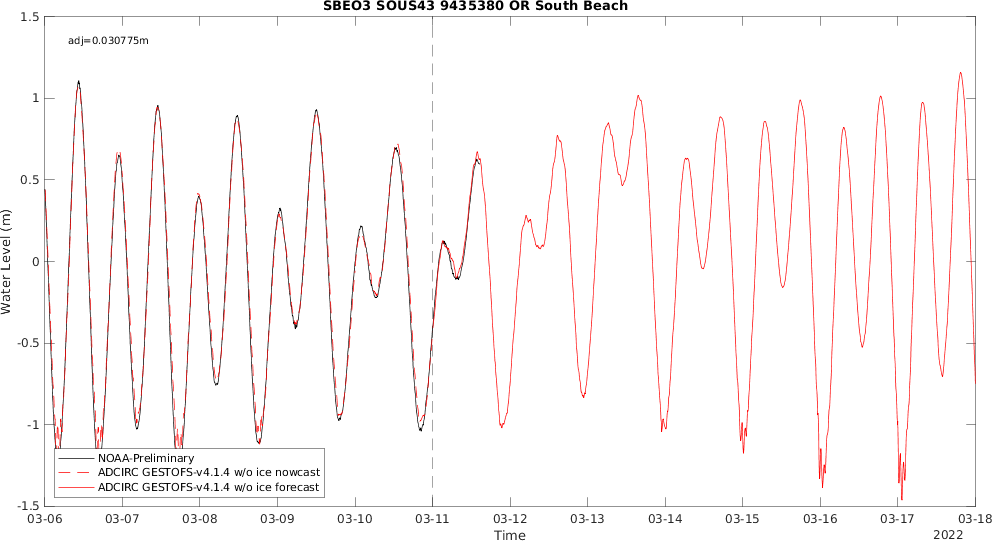 SBEO3 SOUS43 9435380 OR South Beach
adj=0.030775m
1.5
1
0.5
0
-0.5
-1
-1.5
Water Level (m)
NOAA-Preliminary
ADCIRC GESTOFS-v4.1.4 w/o ice nowcast
ADCIRC GESTOFS-v4.1.4 w/o ice forecast
03-06 03-07 03-08 03-09 03-10 03-11 03-12 03-13 03-14 03-15 03-16 03-17 03-18
Time
2022